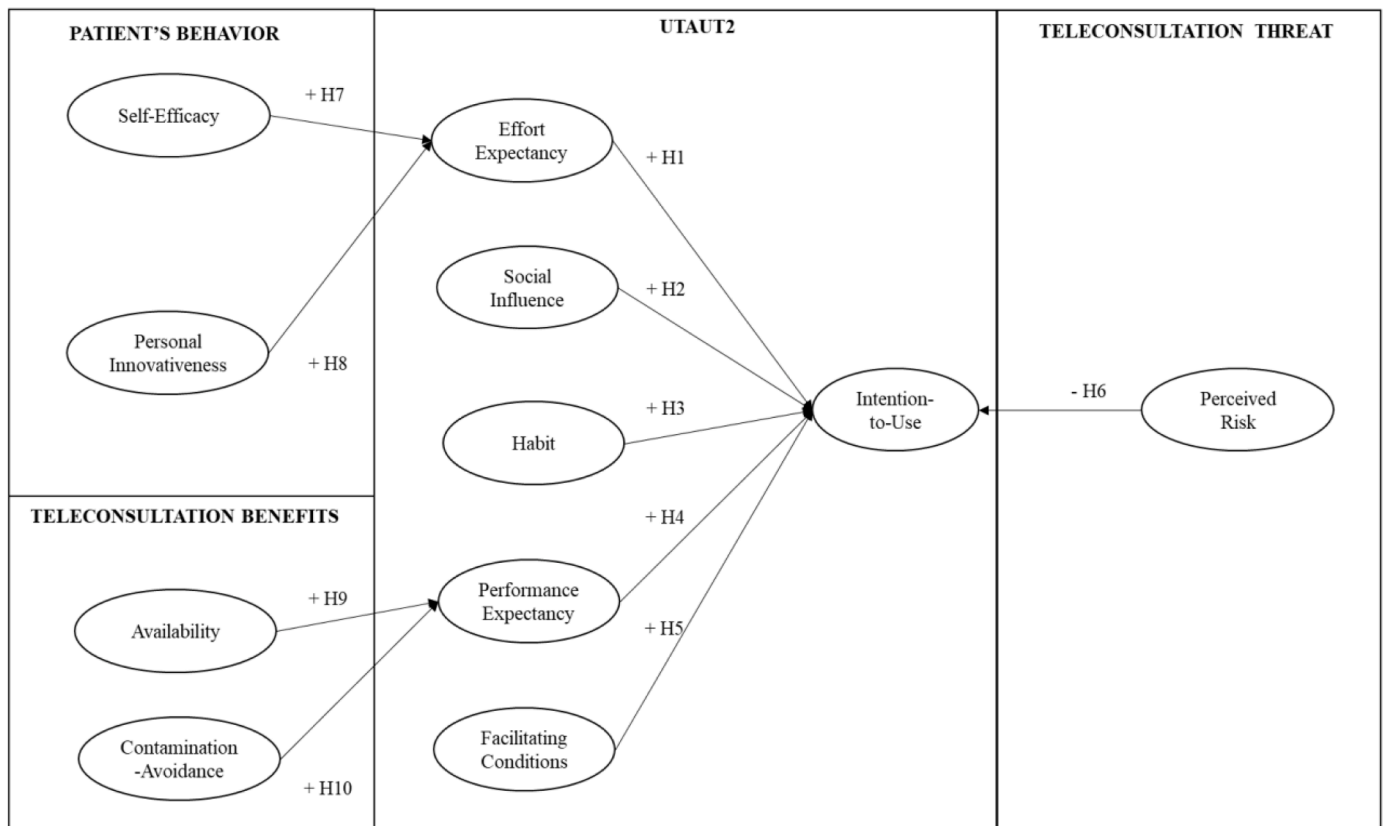 PATIENT'S BEHAVIOR
Self-Efficacy
+ H7
Personal
Innovativeness
+ H8
TELECONSULTATION BENEFITS
Availability
+ H9
Contamination
-Avoidance
+ H10
UTAUT2
Effort
Expectancy
+ H1
Social
Influence
+ H2
Habit
+ H3
Performance
Expectancy
+ H4
Facilitating
Conditions
+ H5
Intention-
to-Use
TELECONSULTATION THREAT
- H6
Perceived
Risk